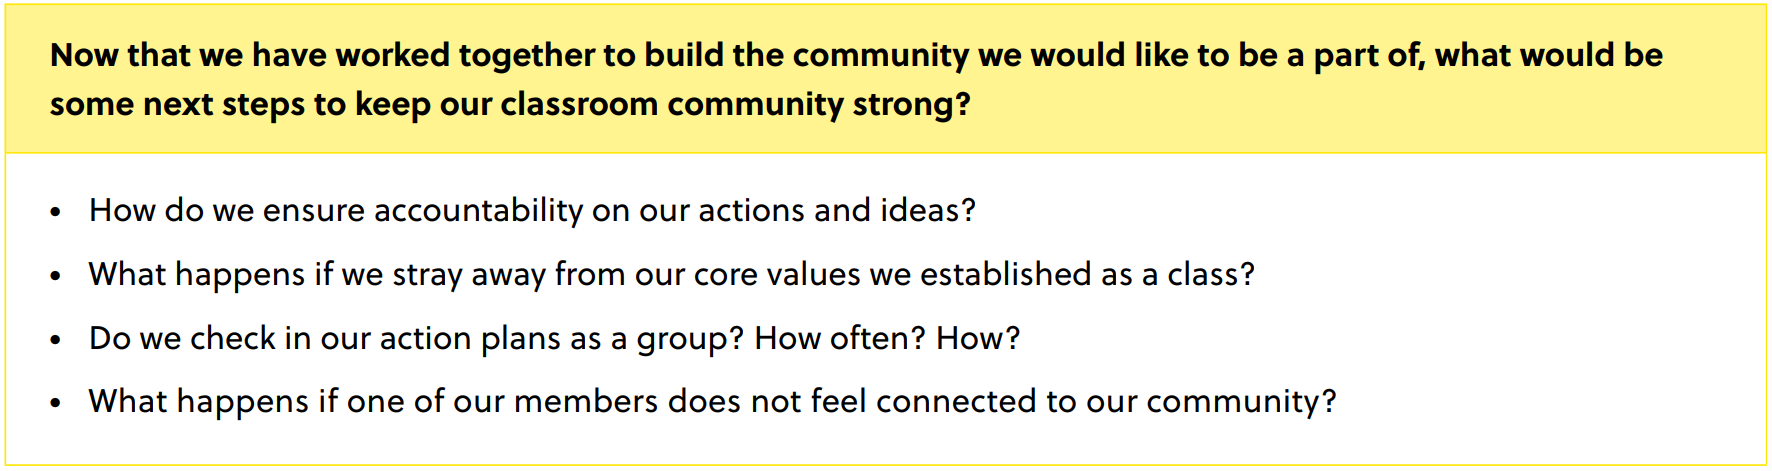 Now that we have worked together to build the community we would like to be a part of, what would be
some next steps to keep our classroom community strong?
• How do we ensure accountability on our actions and ideas?
• What happens if we stray away from our core values we established as a class?
• Do we check in our action plans as a group? How often? How?
• What happens if one of our members does not feel connected to our community?